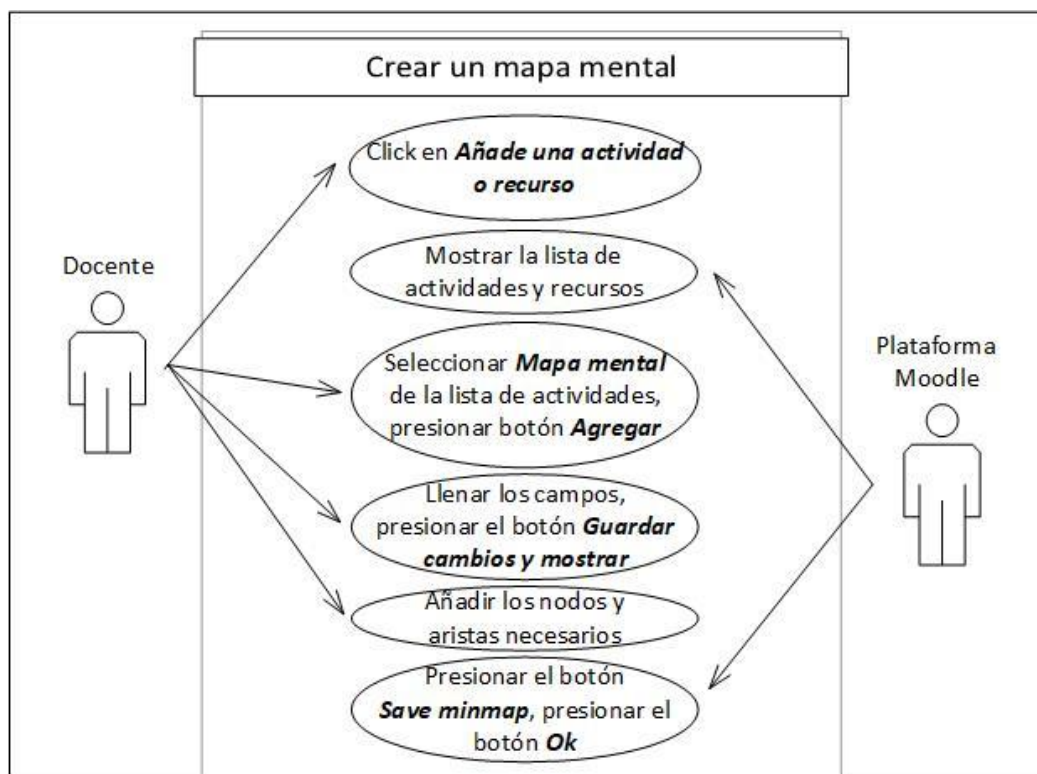 Crear un mapa mental
Click en Añade una actividad
o recurso
Docente
Mostrar la lista de
actividades y recursos
Plataforma
Moodle
Seleccionar Mapa mental
de la lista de actividades,
presionar botón Agregar
Llenar los campos,
presionar el botón Guardar
cambios y mostrar
Añadir los nodos y
aristas necesarios
Presionar el botón
Save minmap, presionar el
botón Ok